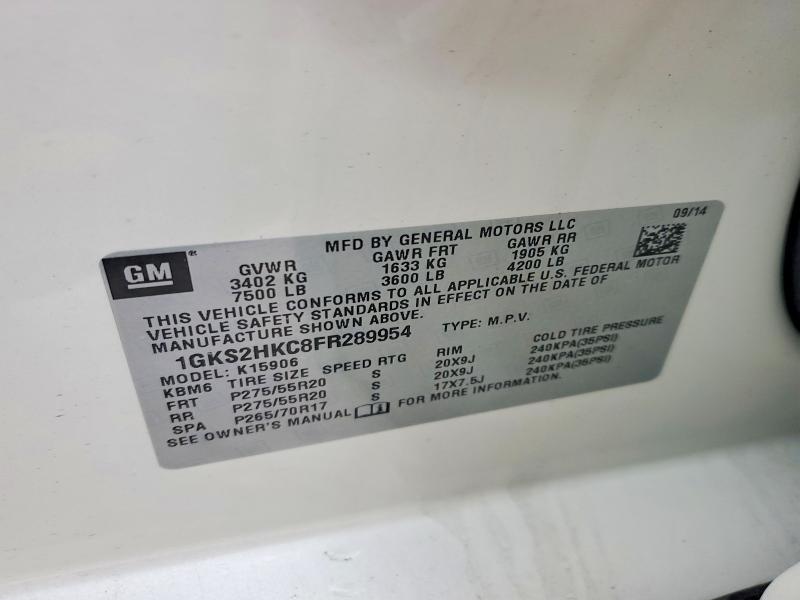 09/14
GM ®
MFD BY GENERAL MOTORS LLC
GVWR GAWR FRT GAWR RR
3402 KG 1633 KG 1905 KG
7500 LB 3600 LB 4200 LB
THIS VEHICLE CONFORMS TO ALL APPLICABLE U.S. FEDERAL MOTOR
VEHICLE SAFETY STANDARDS IN EFFECT ON THE DATE OF
MANUFACTURE SHOWN ABOVE.
1GKS2HKC8FR289954 TYPE: M.P.V.
MODEL: K15906
KBM6 TIRE SIZE SPEED RTG RIM COLD TIRE PRESSURE
FRT P275/55R20 S 20X9J 240KPA(35PSI)
RR P275/55R20 S 20X9J 240KPA(35PSI)
SPA P265/70R17 17X7.5J 240KPA(35PSI)
SEE OWNER'S MANUAL FOR MORE INFORMATION.